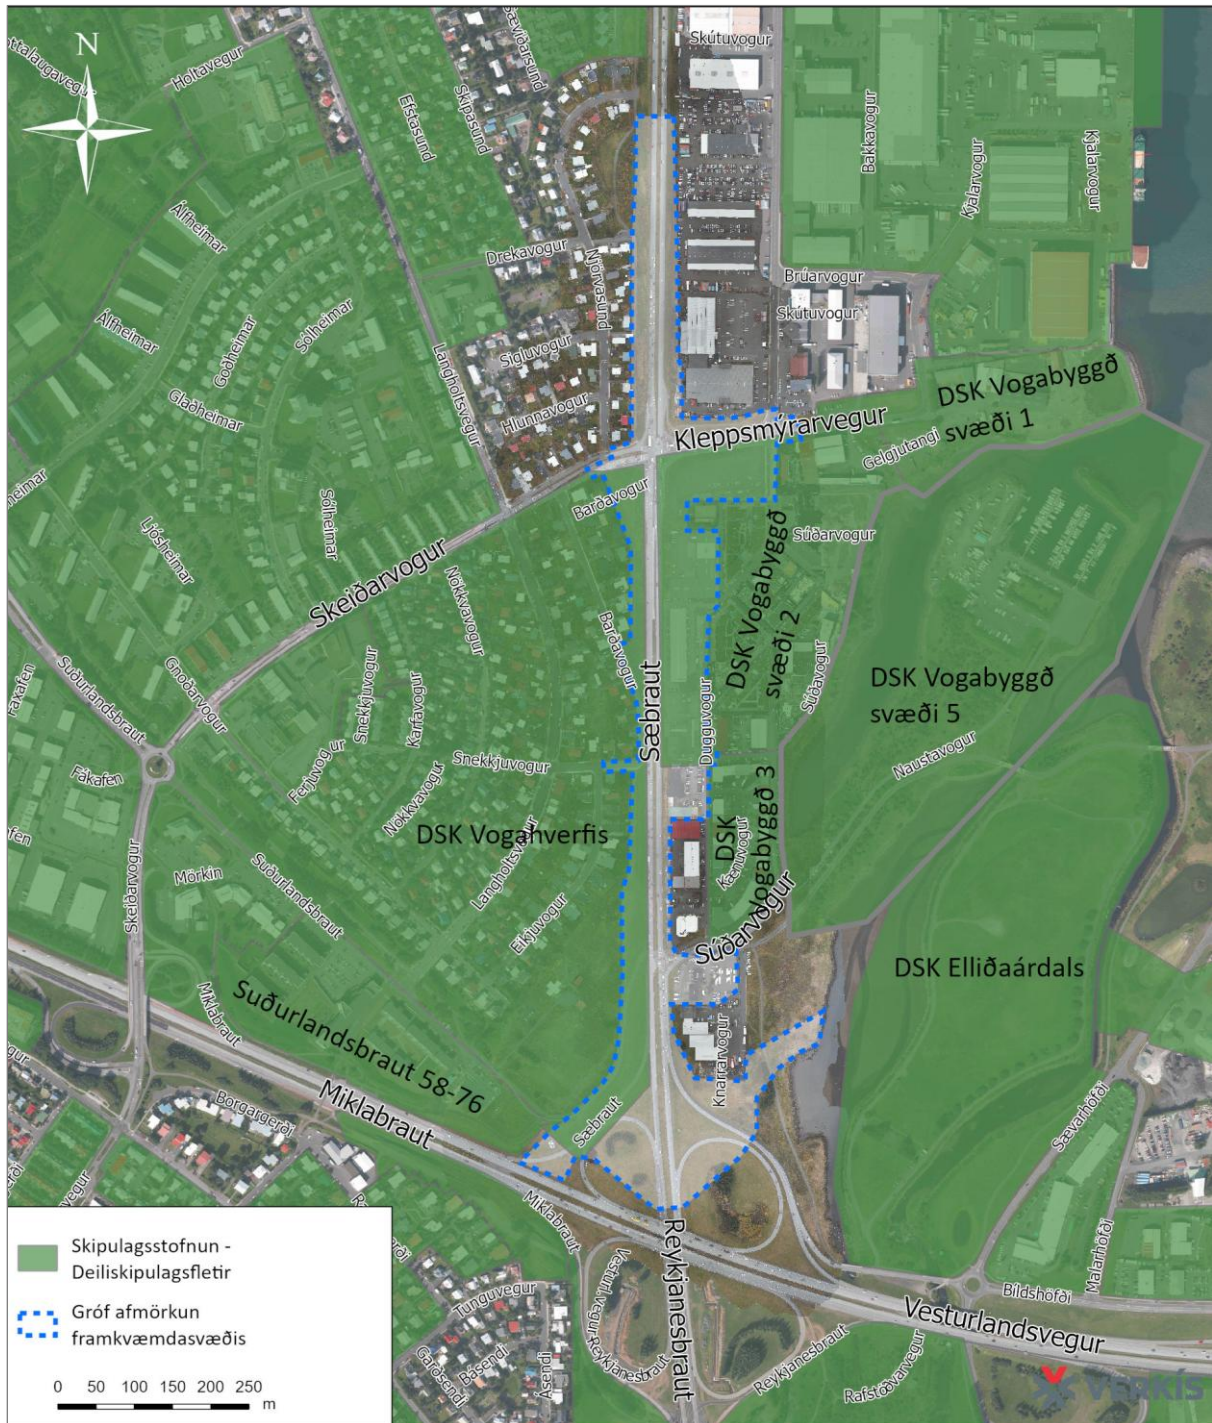 Skútuvogur
Sæviðarsund
Holtavegur
N
Skipasund
Efstasund
Bakkavogur
Kjalarvogur
Kjalarvogur
Álfheimar
Drekavogur
Njörvasund
Brúarvogur
Skútuvogur
Sólheimar
Goðheimar
Álfheimar
Sigluvogur
Langholtsvegur
Glaðheimar
Hlunnavogur
DSK Vogabyggð
svæði 1
Kleppsmýrarvegur
Gelgjutangi
Barðavogur
Súðarvogur
Sólheimar
Ljósheimar
Skeiðarvogur
Nökkvavogur
DSK Vogabyggð
svæði 2
Barðavogur
Sæbraut
Súðavogur
DSK Vogabyggð
svæði 5
Suðurlandsbraut
Gnoðarvogur
Snekkjuvogur
Karfavogur
Faxafen
Dugguvogur
Naustavogur
Fákafen
Ferjuvogur
Snekkjuvogur
Nökkvavogur
DSK Vogahverfis
DSK
Vogabyggð 3
Kænuvogur
Langholtsvegur
Mörkin
Suðurlandsbraut
Skeiðarvogur
Eikjuvogur
Súðarvogur
DSK Elliðaárdals
Miklabraut
Suðurlandsbraut 58-76
Knarrarvogur
Miklabraut
Borgargerði
Sæbraut
Sævarhöfði
Miklabraut
Reykjanesbraut
Malarhöfði
Bíldshöfði
Vesturlandsvegur
Tunguvegur
Garðsendi
Básendi
Ásendi
Reykjanesbraut
Reykjanesbraut
Rafstöðvarvegur
Skipulagsstofnun -
Deiliskipulagsfletir
Gróf afmörkun
framkvæmdasvæðis
0 50 100 150 200 250
m
VERKÍS